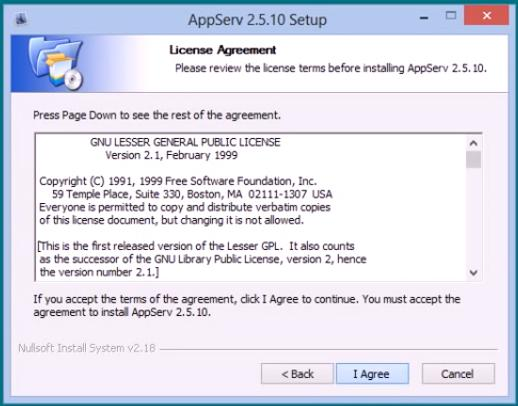 AppServ 2.5.10 Setup
License Agreement
Please review the license terms before installing AppServ 2.5.10.
Press Page Down to see the rest of the agreement.
GNU LESSER GENERAL PUBLIC LICENSE
Version 2.1, February 1999
Copyright (C) 1991, 1999 Free Software Foundation, Inc.
59 Temple Place, Suite 330, Boston, MA 02111-1307 USA
Everyone is permitted to copy and distribute verbatim copies
of this license document, but changing it is not allowed.
[This is the first released version of the Lesser GPL. It also counts
as the successor of the GNU Library Public License, version 2, hence
the version number 2.1.]
If you accept the terms of the agreement, click I Agree to continue. You must accept the
agreement to install AppServ 2.5.10.
Nullsoft Install System v2.18
< Back I Agree Cancel